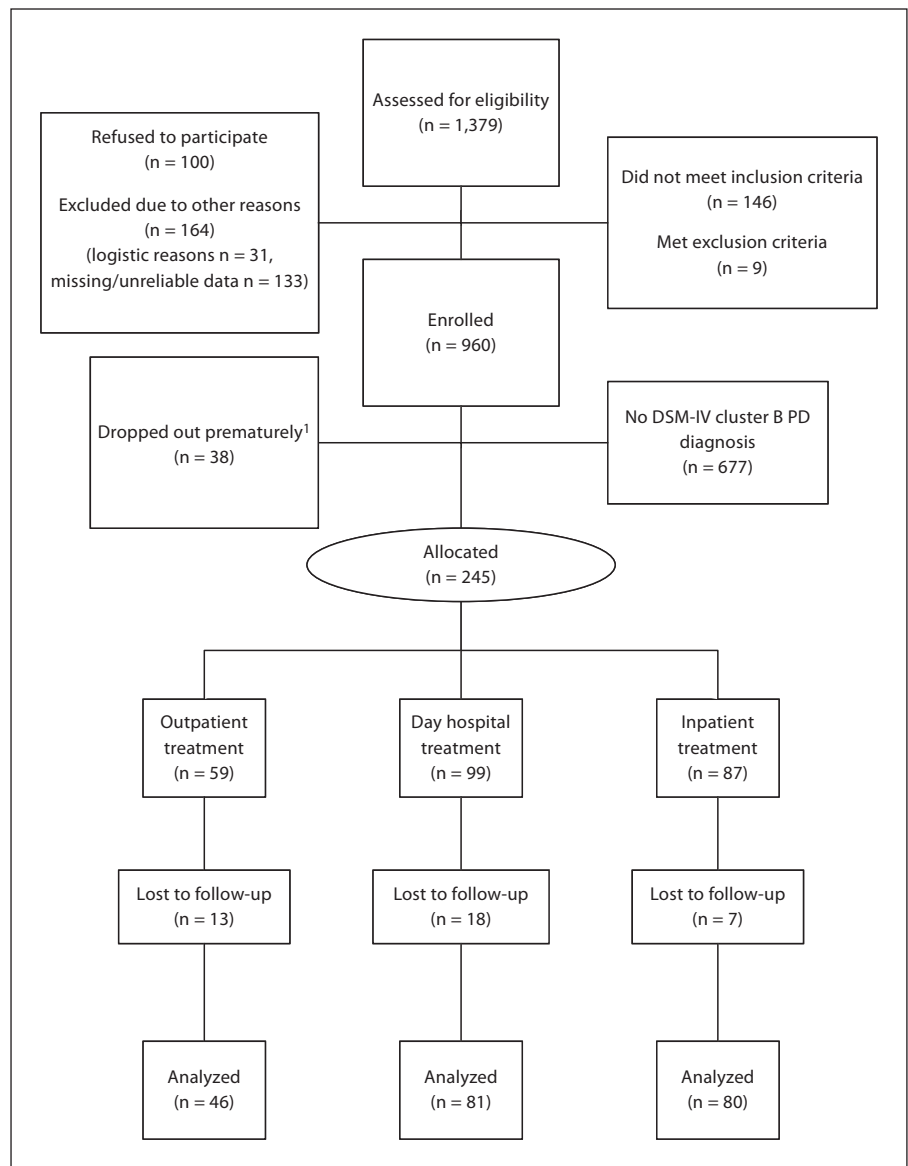 Assessed for eligibility
(n = 1,379)
Refused to participate
(n = 100)
Excluded due to other reasons
(n = 164)
(logistic reasons n = 31,
missing/unreliable data n = 133)
Did not meet inclusion criteria
(n = 146)
Met exclusion criteria
(n = 9)
Enrolled
(n = 960)
Dropped out prematurely¹
(n = 38)
No DSM-IV cluster B PD
diagnosis
(n = 677)
Allocated
(n = 245)
Outpatient
treatment
(n = 59)
Day hospital
treatment
(n = 99)
Inpatient
treatment
(n = 87)
Lost to follow-up
(n = 13)
Lost to follow-up
(n = 18)
Lost to follow-up
(n = 7)
Analyzed
(n = 46)
Analyzed
(n = 81)
Analyzed
(n = 80)